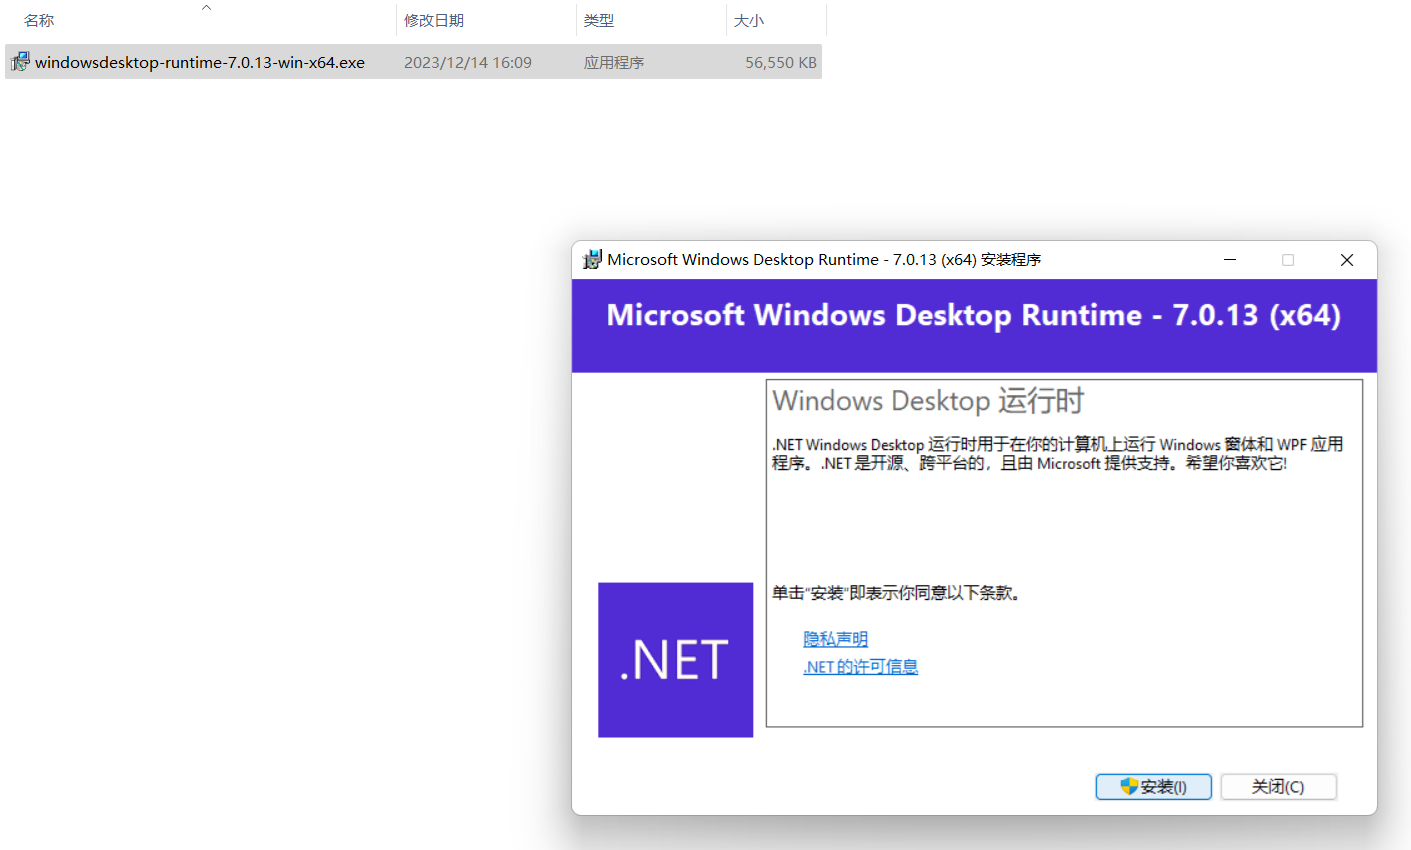 名称 修改日期 类型 大小
windowsdesktop-runtime-7.0.13-win-x64.exe 2023/12/14 16:09 应用程序 56,550 KB
Microsoft Windows Desktop Runtime - 7.0.13 (x64) 安装程序
Microsoft Windows Desktop Runtime - 7.0.13 (x64)
Windows Desktop 运行时
.NET Windows Desktop 运行时用于在你的计算机上运行 Windows 窗体和 WPF 应用
程序。.NET 是开源、跨平台的，且由 Microsoft 提供支持。希望你喜欢它!
单击“安装”即表示你同意以下条款。
隐私声明
.NET 的许可信息
.NET
安装(I) 关闭(C)